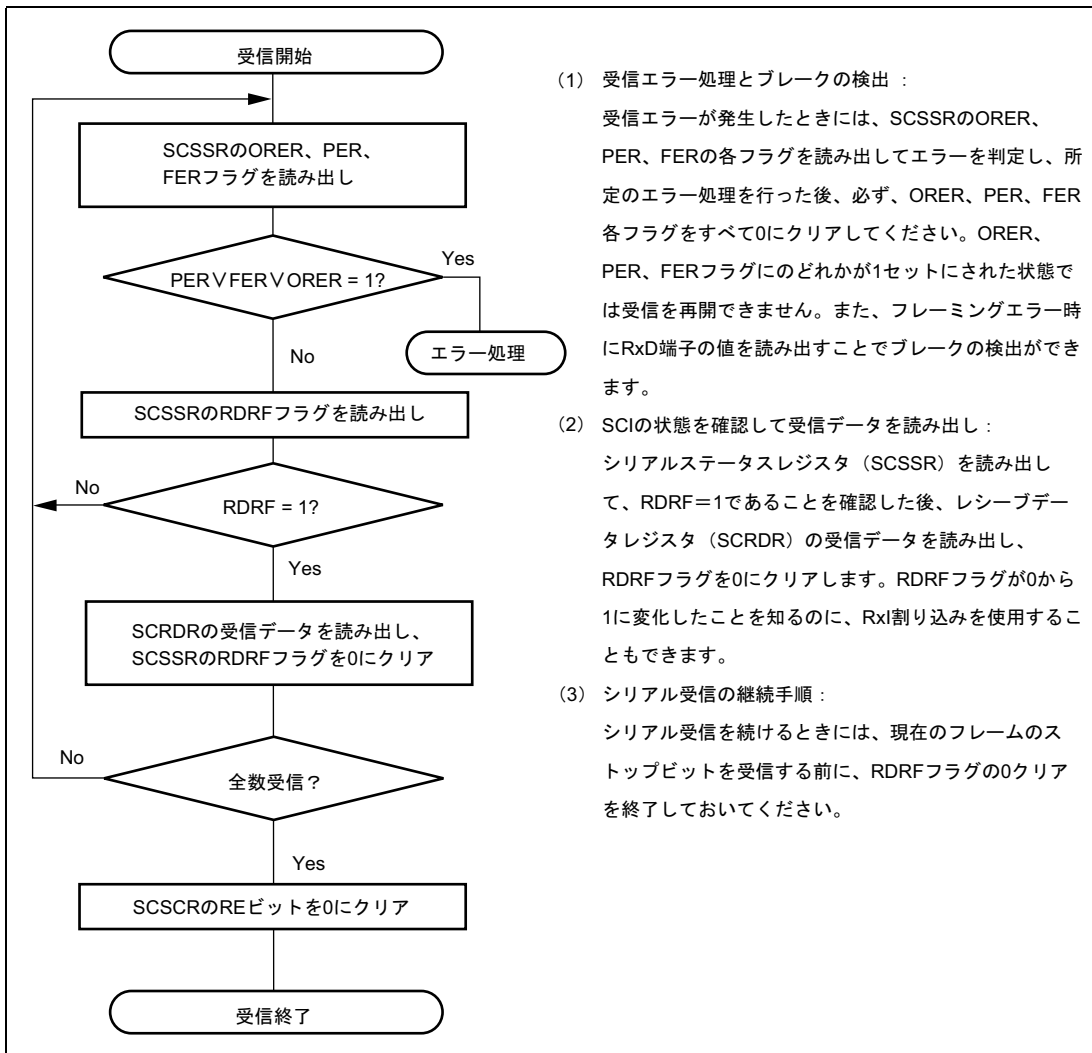 受信開始
SCSSRのORER、PER、
FERフラグを読み出し
PER∨FER∨ORER = 1?
Yes
エラー処理
No
SCSSRのRDRFフラグを読み出し
RDRF = 1?
No
Yes
SCRDRの受信データを読み出し、
SCSSRのRDRFフラグを0にクリア
全数受信？
No
Yes
SCSCRのREビットを0にクリア
受信終了
（1） 受信エラー処理とブレークの検出：
受信エラーが発生したときには、SCSSRのORER、
PER、FERの各フラグを読み出してエラーを判定し、所
定のエラー処理を行った後、必ず、ORER、PER、FER
各フラグをすべて0にクリアしてください。ORER、
PER、FERフラグにのどれかが1セットにされた状態で
は受信を再開できません。また、フレーミングエラー時
にRxD端子の値を読み出すことでブレークの検出ができ
ます。
（2） SCIの状態を確認して受信データを読み出し：
シリアルステータスレジスタ（SCSSR）を読み出し
て、RDRF＝1であることを確認した後、レシーブデー
タレジスタ（SCRDR）の受信データを読み出し、
RDRFフラグを0にクリアします。RDRFフラグが0から
1に変化したことを知るのに、RxI割り込みを使用するこ
ともできます。
（3） シリアル受信の継続手順：
シリアル受信を続けるときには、現在のフレームのス
トップビットを受信する前に、RDRFフラグの0クリア
を終了しておいてください。